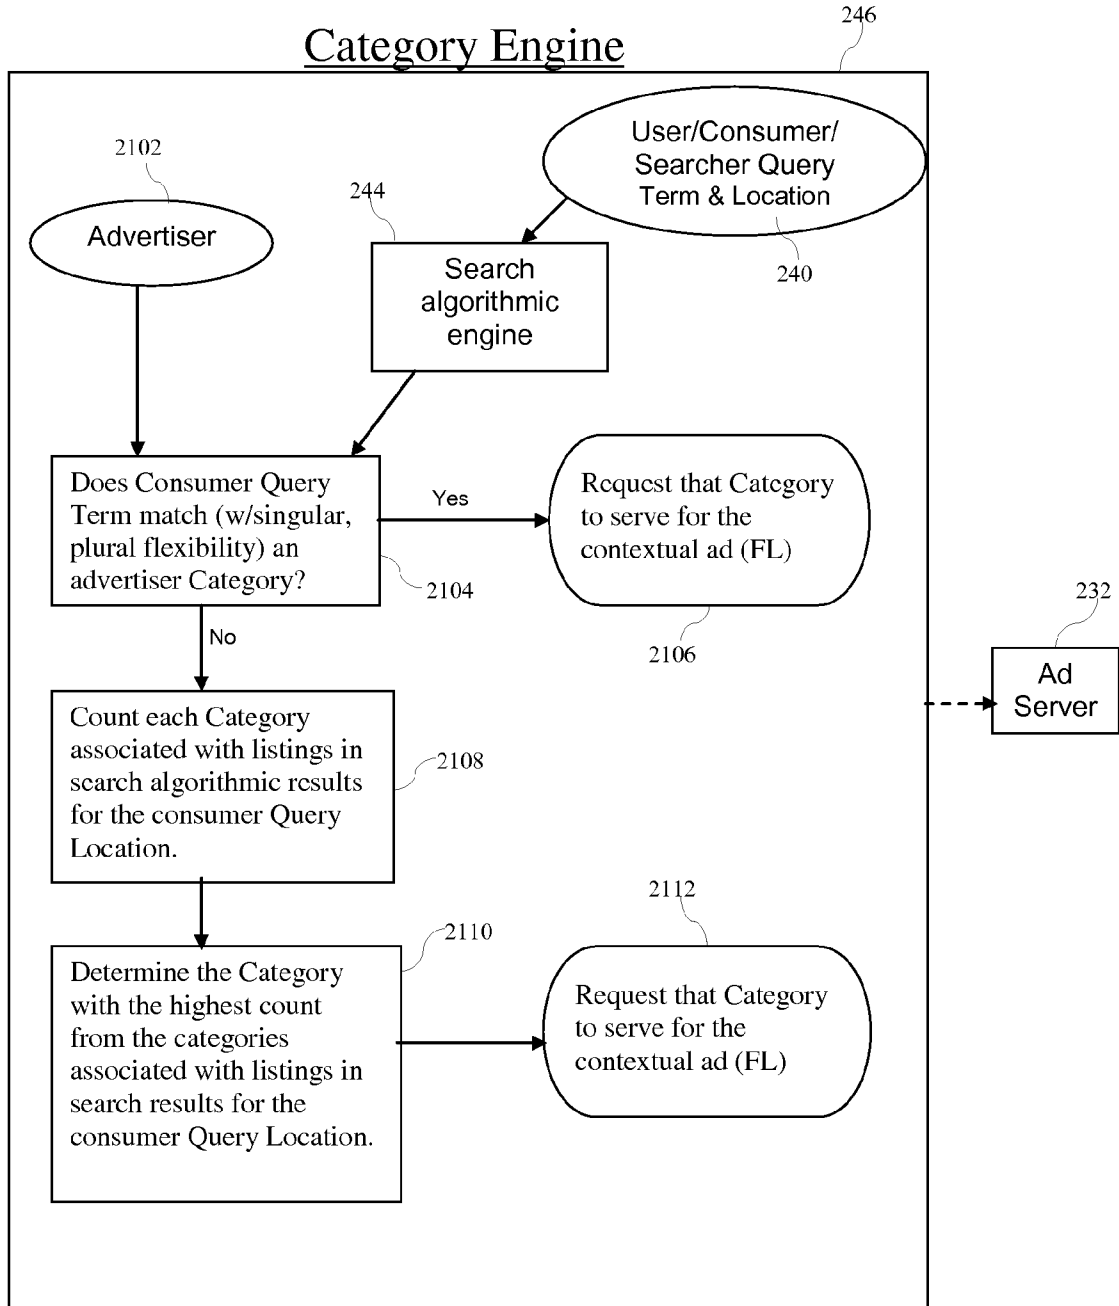 246
Category Engine
User/Consumer/
Searcher Query
Term & Location
2102
244
Advertiser
240
Search
algorithmic
engine
Does Consumer Query
Term match (w/singular,
plural flexibility) an
advertiser Category?
Yes
Request that Category
to serve for the
contextual ad (FL)
2104
2106
No
232
Ad
Server
Count each Category
associated with listings in
search algorithmic results
for the consumer Query
Location.
2108
2112
2110
Determine the Category
with the highest count
from the categories
associated with listings in
search results for the
consumer Query Location.
Request that Category
to serve for the
contextual ad (FL)